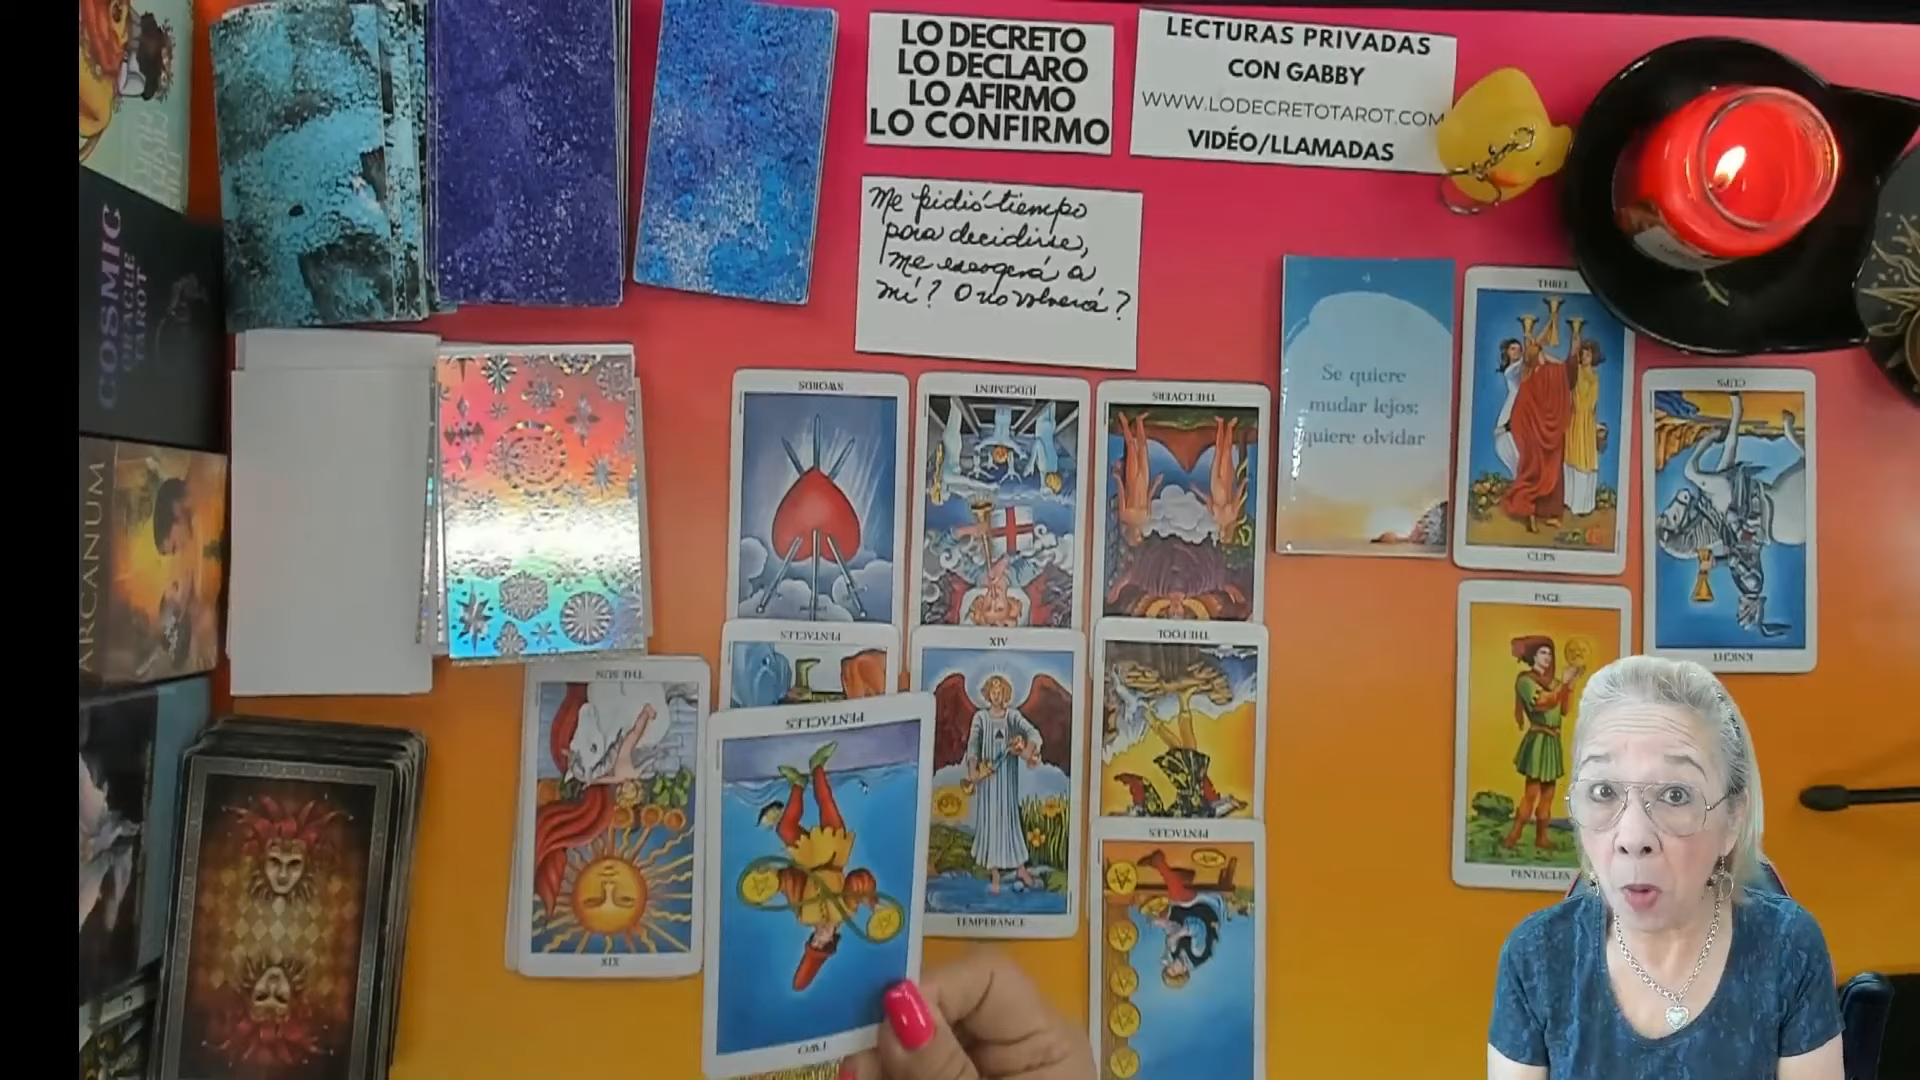 LO DECRETO
LO DECLARO
LO AFIRMO
LO CONFIRMO
LECTURAS PRIVADAS
CON GABBY
WWW.LODECRETOTAROT.COM
VIDÉO/LLAMADAS
Me pidió tiempo
para decidirse,
me escogerá a
mí? O no volverá?
Se quiere
mudar lejos;
quiere olvidar
THREE
CUPS
CUPS
KNIGHT
PAGE
PENTACLES
SWORDS
JUDGEMENT
THE LOVERS
PENTACLES
XIV
TEMPERANCE
THE FOOL
PENTACLES
THE SUN
XIX
PENTACLES
TWO
COSMIC
ORACLE
TAROT
ARCANUM